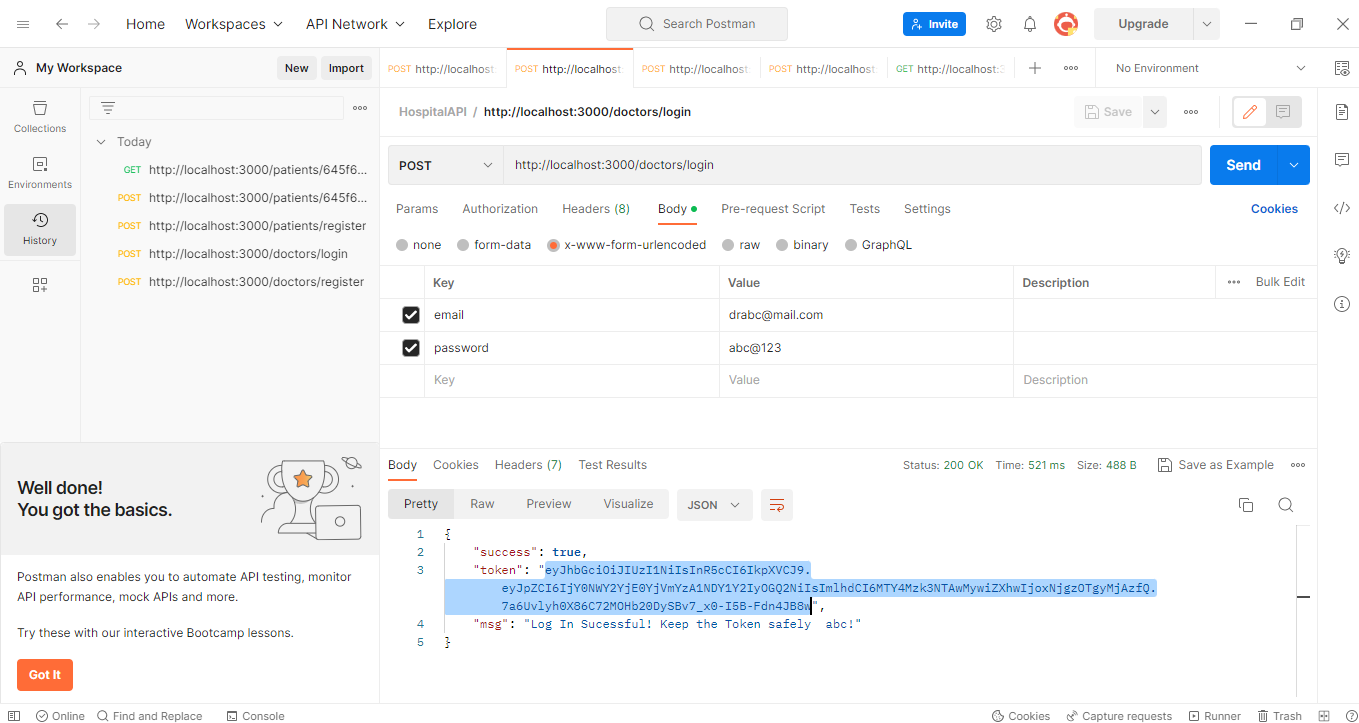 Home Workspaces API Network Explore Search Postman Invite Upgrade
My Workspace New Import POST http://localhost: POST http://localhost: POST http://localhost: POST http://localhost: GET http://localhost:3 No Environment
Collections
Environments
History
Today
GET http://localhost:3000/patients/645f6...
POST http://localhost:3000/patients/645f6...
POST http://localhost:3000/patients/register
POST http://localhost:3000/doctors/login
POST http://localhost:3000/doctors/register
HospitalAPI / http://localhost:3000/doctors/login Save
POST http://localhost:3000/doctors/login Send
Params Authorization Headers (8) Body Pre-request Script Tests Settings Cookies
none form-data x-www-form-urlencoded raw binary GraphQL
Key Value Description Bulk Edit
email drabc@mail.com
password abc@123
Key Value Description
Well done!
You got the basics.
Postman also enables you to automate API testing, monitor
API performance, mock APIs and more.
Try these with our interactive Bootcamp lessons.
Got It
Body Cookies Headers (7) Test Results Status: 200 OK Time: 521 ms Size: 488 B Save as Example
Pretty Raw Preview Visualize JSON
1 {
2 "success": true,
3 "token": "eyJhbGciOiJIUzI1NiIsInR5cCI6IkpXVCJ9.
eyJpZCI6IjY0NWY2YjE0YjVmYzA1NDY1Y2IyOGQ2NiIsImlhdCI6MTY4Mzk3NTAwMywiZXhwIjoxNjgzOTgyMjAzfQ.
7a6Uvlyh0X86C72MOHb20DySBv7_x0-I5B-Fdn4JB8w",
4 "msg": "Log In Sucessful! Keep the Token safely  abc!"
5 }
Online Find and Replace Console Cookies Capture requests Runner Trash